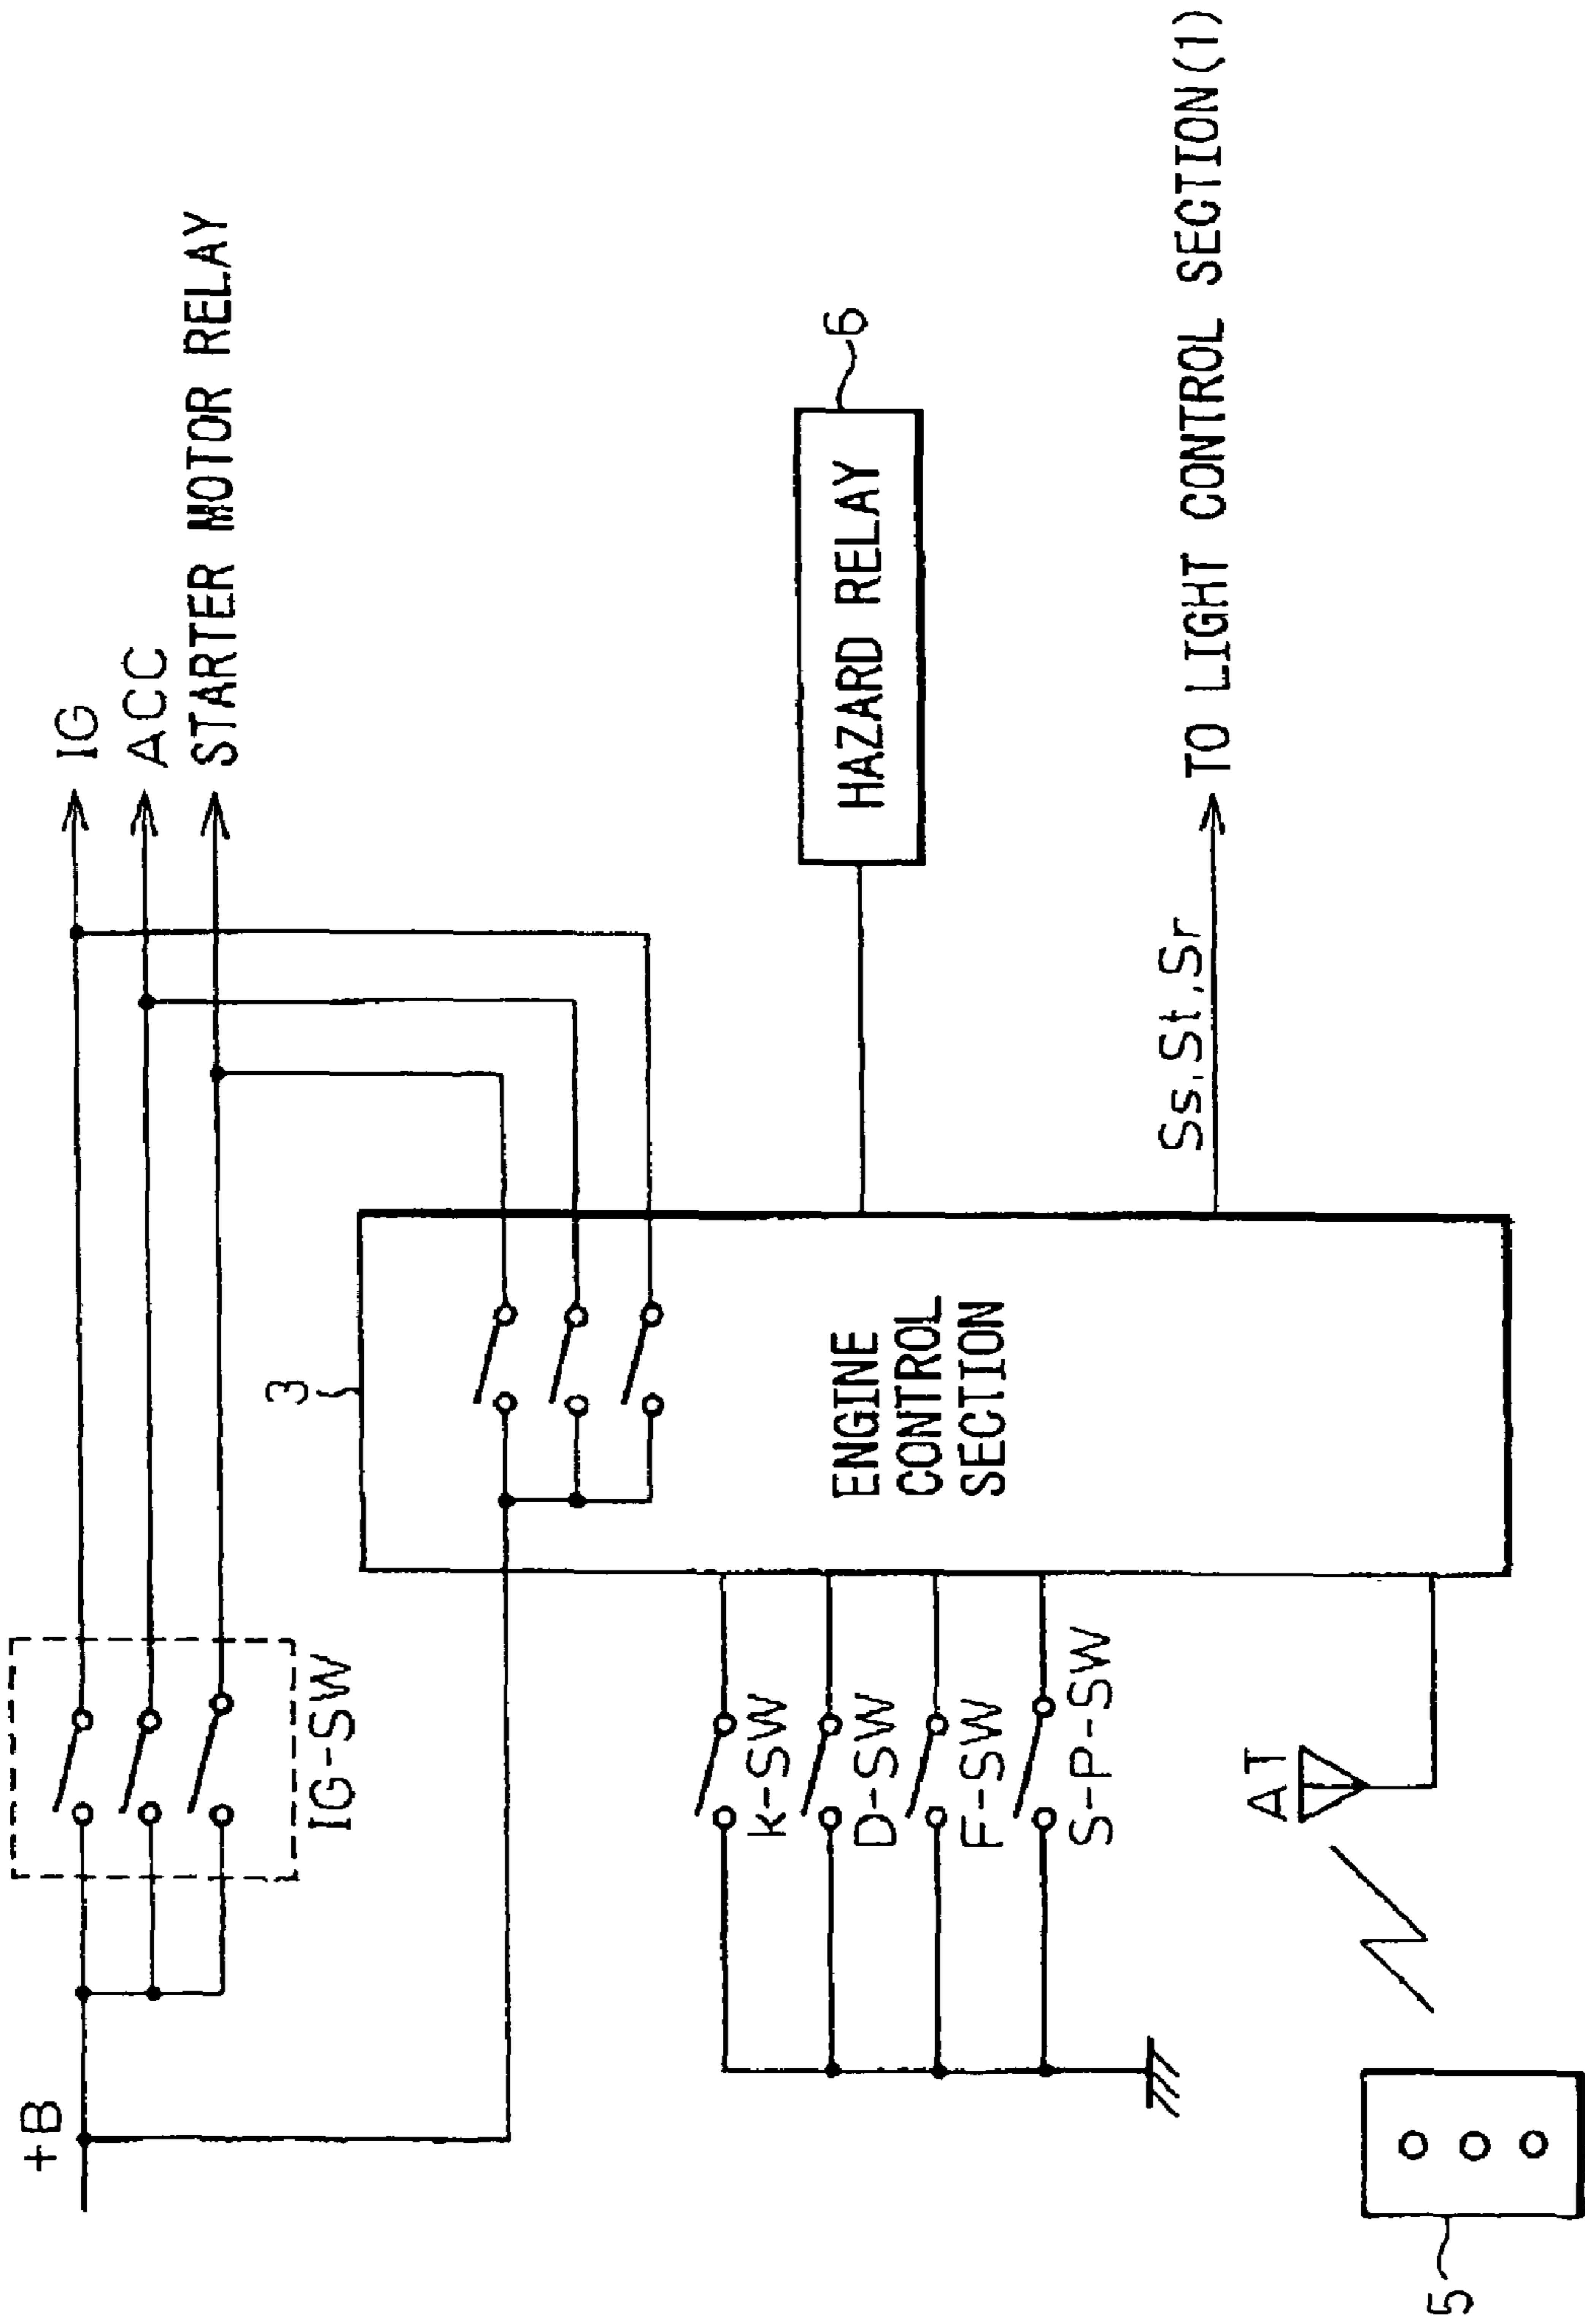 +B
IG
ACC
STARTER MOTOR RELAY
IG-SW
3
K-SW
D-SW
F-SW
S-P-SW
ENGINE
CONTROL
SECTION
HAZARD RELAY
6
Ss,St,Sr
TO LIGHT CONTROL SECTION(1)
AT
5